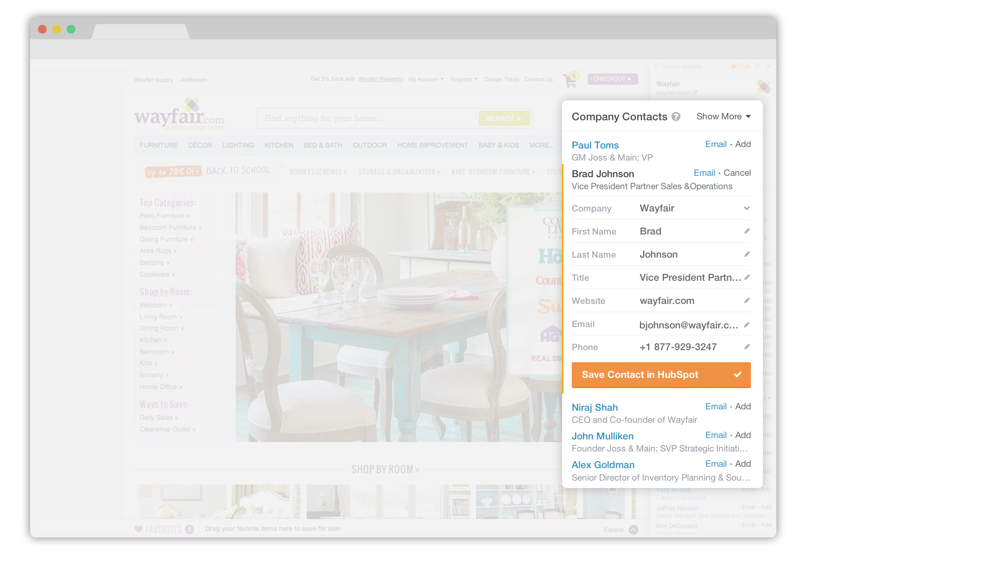 Signals Insights
Chat
Wayfair Supply
AllModern
Get 3% back with Wayfair Rewards!
My Account
Registry
Design Trade
Contact Us
0
CHECKOUT
Wayfair
wayfair.com
wayfair.com
a zillion things home
Find anything for your home...
SEARCH
FURNITURE
DÉCOR
LIGHTING
KITCHEN
BED & BATH
OUTDOOR
HOME IMPROVEMENT
BABY & KIDS
MORE...
Up to 70% OFF
BACK TO SCHOOL
DORM ESSENTIALS »
STORAGE & ORGANIZATION »
KIDS' BEDROOM FURNITURE »
STUD
Top Categories:
Patio Furniture »
Bedroom Furniture »
Dining Furniture »
Area Rugs »
Bedding »
Cookware »
Shop by Room:
Bedroom »
Living Room »
Dining Room »
Kitchen »
Bathroom »
Kids »
Nursery »
Home Office »
Ways to Save:
Daily Sales »
Clearance Outlet »
MAGAZ
COA
LIV
SOU
Ho
Count
Su
HGT
REAL SIM
Company Contacts ?
Show More
Paul Toms
Email · Add
GM Joss & Main; VP
Brad Johnson
Email · Cancel
Vice President Partner Sales &Operations
Company
Wayfair
First Name
Brad
Last Name
Johnson
Title
Vice President Partn...
Website
wayfair.com
Email
bjohnson@wayfair.c...
Phone
+1 877-929-3247
Save Contact in HubSpot
Niraj Shah
Email · Add
CEO and Co-founder of Wayfair
John Mulliken
Email · Add
Founder Joss & Main; SVP Strategic Initiati...
Alex Goldman
Email · Add
Senior Director of Inventory Planning & Sou...
SHOP BY ROOM »
Tory Arnold
Email · Add
Category Associate
Jeffrey Hannan
Email · Add
Senior Manager, Site Testing and Custome...
Erin DeCesaris
Email · Add
Senior Manager
FAVORITES 0
Drag your favorite items here to save for later
Expand